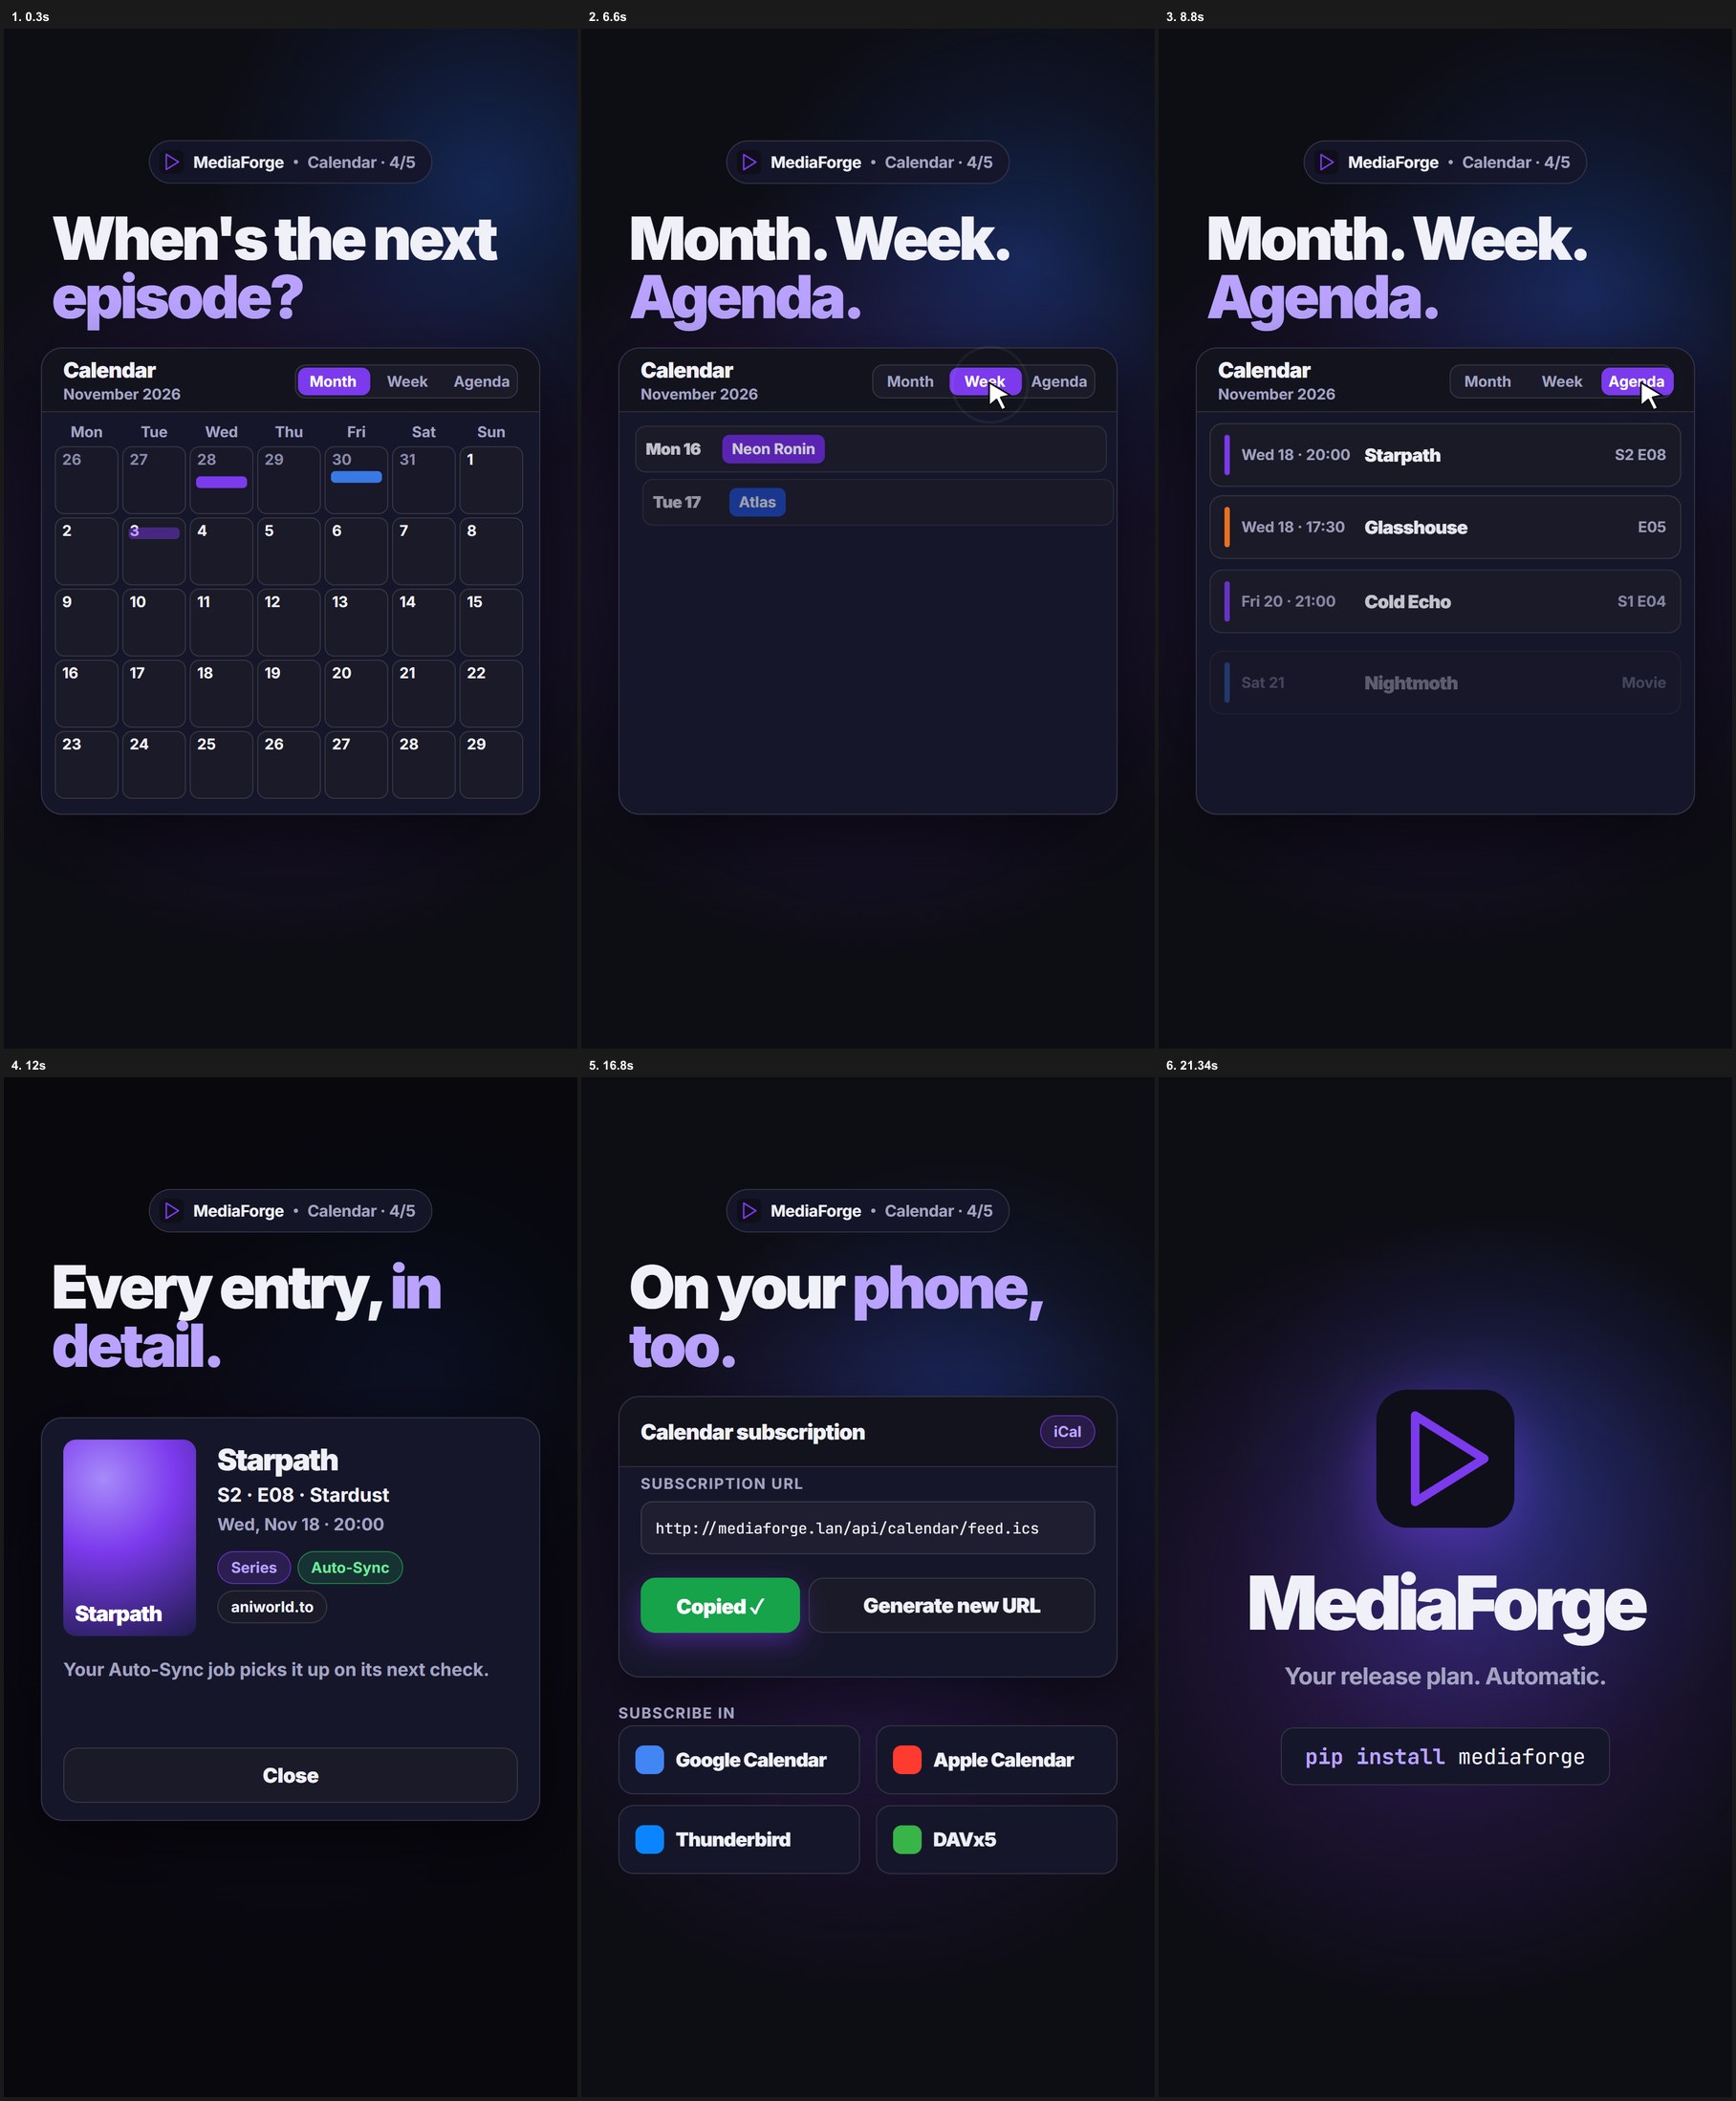 1. 0.3s
MediaForge • Calendar · 4/5
When's the next
episode?
Calendar
November 2026
Month Week Agenda
Mon Tue Wed Thu Fri Sat Sun
26 27 28 29 30 31 1
2 3 4 5 6 7 8
9 10 11 12 13 14 15
16 17 18 19 20 21 22
23 24 25 26 27 28 29
2. 6.6s
MediaForge • Calendar · 4/5
Month. Week.
Agenda.
Calendar
November 2026
Month Week Agenda
Mon 16 Neon Ronin
Tue 17 Atlas
3. 8.8s
MediaForge • Calendar · 4/5
Month. Week.
Agenda.
Calendar
November 2026
Month Week Agenda
Wed 18 · 20:00 Starpath S2 E08
Wed 18 · 17:30 Glasshouse E05
Fri 20 · 21:00 Cold Echo S1 E04
Sat 21 Nightmoth Movie
4. 12s
MediaForge • Calendar · 4/5
Every entry, in
detail.
Starpath
Starpath
S2 · E08 · Stardust
Wed, Nov 18 · 20:00
Series Auto-Sync
aniworld.to
Your Auto-Sync job picks it up on its next check.
Close
5. 16.8s
MediaForge • Calendar · 4/5
On your phone,
too.
Calendar subscription iCal
SUBSCRIPTION URL
http://mediaforge.lan/api/calendar/feed.ics
Copied ✓ Generate new URL
SUBSCRIBE IN
Google Calendar Apple Calendar
Thunderbird DAVx5
6. 21.34s
MediaForge
Your release plan. Automatic.
pip install mediaforge